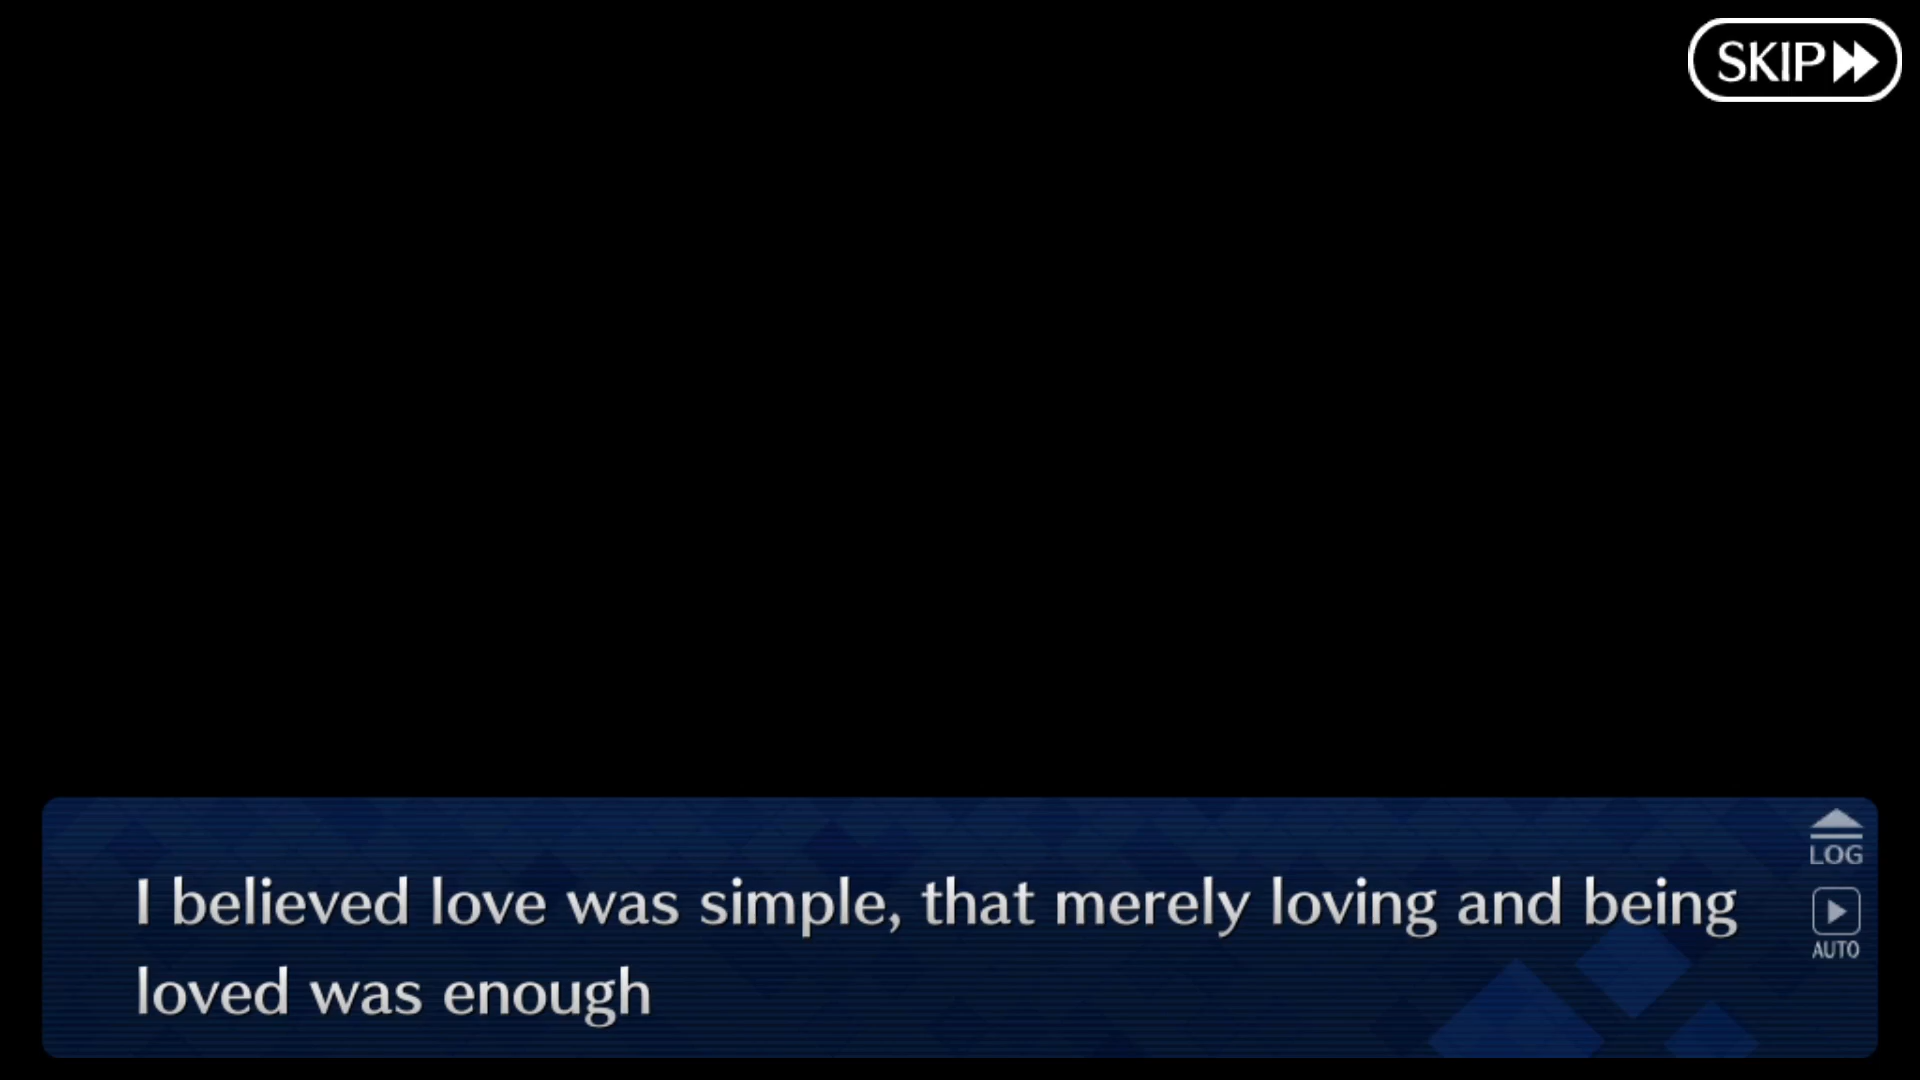 SKIP
LOG
I believed love was simple, that merely loving and being
AUTO
loved was enough